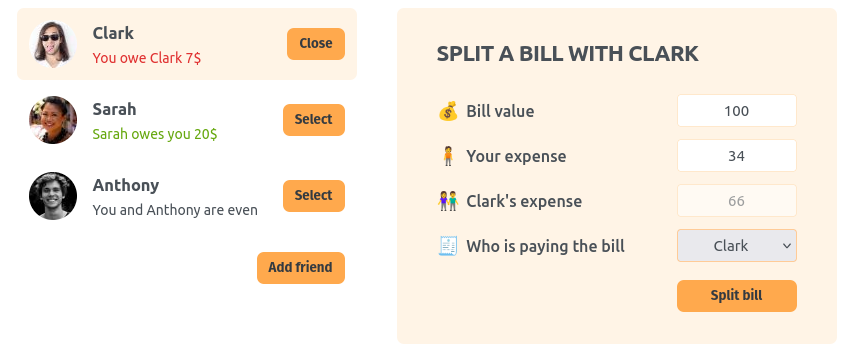 Clark
You owe Clark 7$
Close
Sarah
Sarah owes you 20$
Select
Anthony
You and Anthony are even
Select
Add friend
SPLIT A BILL WITH CLARK
💰 Bill value
100
🧍 Your expense
34
👫 Clark's expense
66
🧾 Who is paying the bill
Clark
Split bill